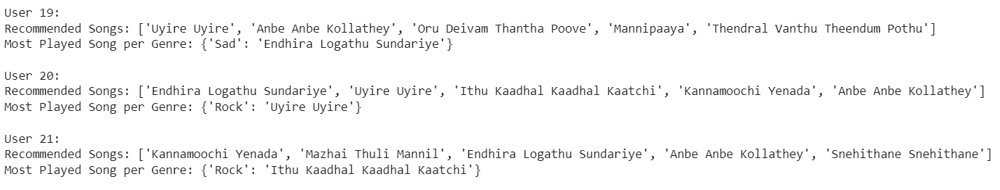 User 19:
Recommended Songs: ['Uyire Uyire', 'Anbe Anbe Kollathey', 'Oru Deivam Thantha Poove', 'Mannipaaya', 'Thendral Vanthu Theendum Pothu']
Most Played Song per Genre: {'Sad': 'Endhira Logathu Sundariye'}
User 20:
Recommended Songs: ['Endhira Logathu Sundariye', 'Uyire Uyire', 'Ithu Kaadhal Kaadhal Kaatchi', 'Kannamoochi Yenada', 'Anbe Anbe Kollathey']
Most Played Song per Genre: {'Rock': 'Uyire Uyire'}
User 21:
Recommended Songs: ['Kannamoochi Yenada', 'Mazhai Thuli Mannil', 'Endhira Logathu Sundariye', 'Anbe Anbe Kollathey', 'Snehithane Snehithane']
Most Played Song per Genre: {'Rock': 'Ithu Kaadhal Kaadhal Kaatchi'}